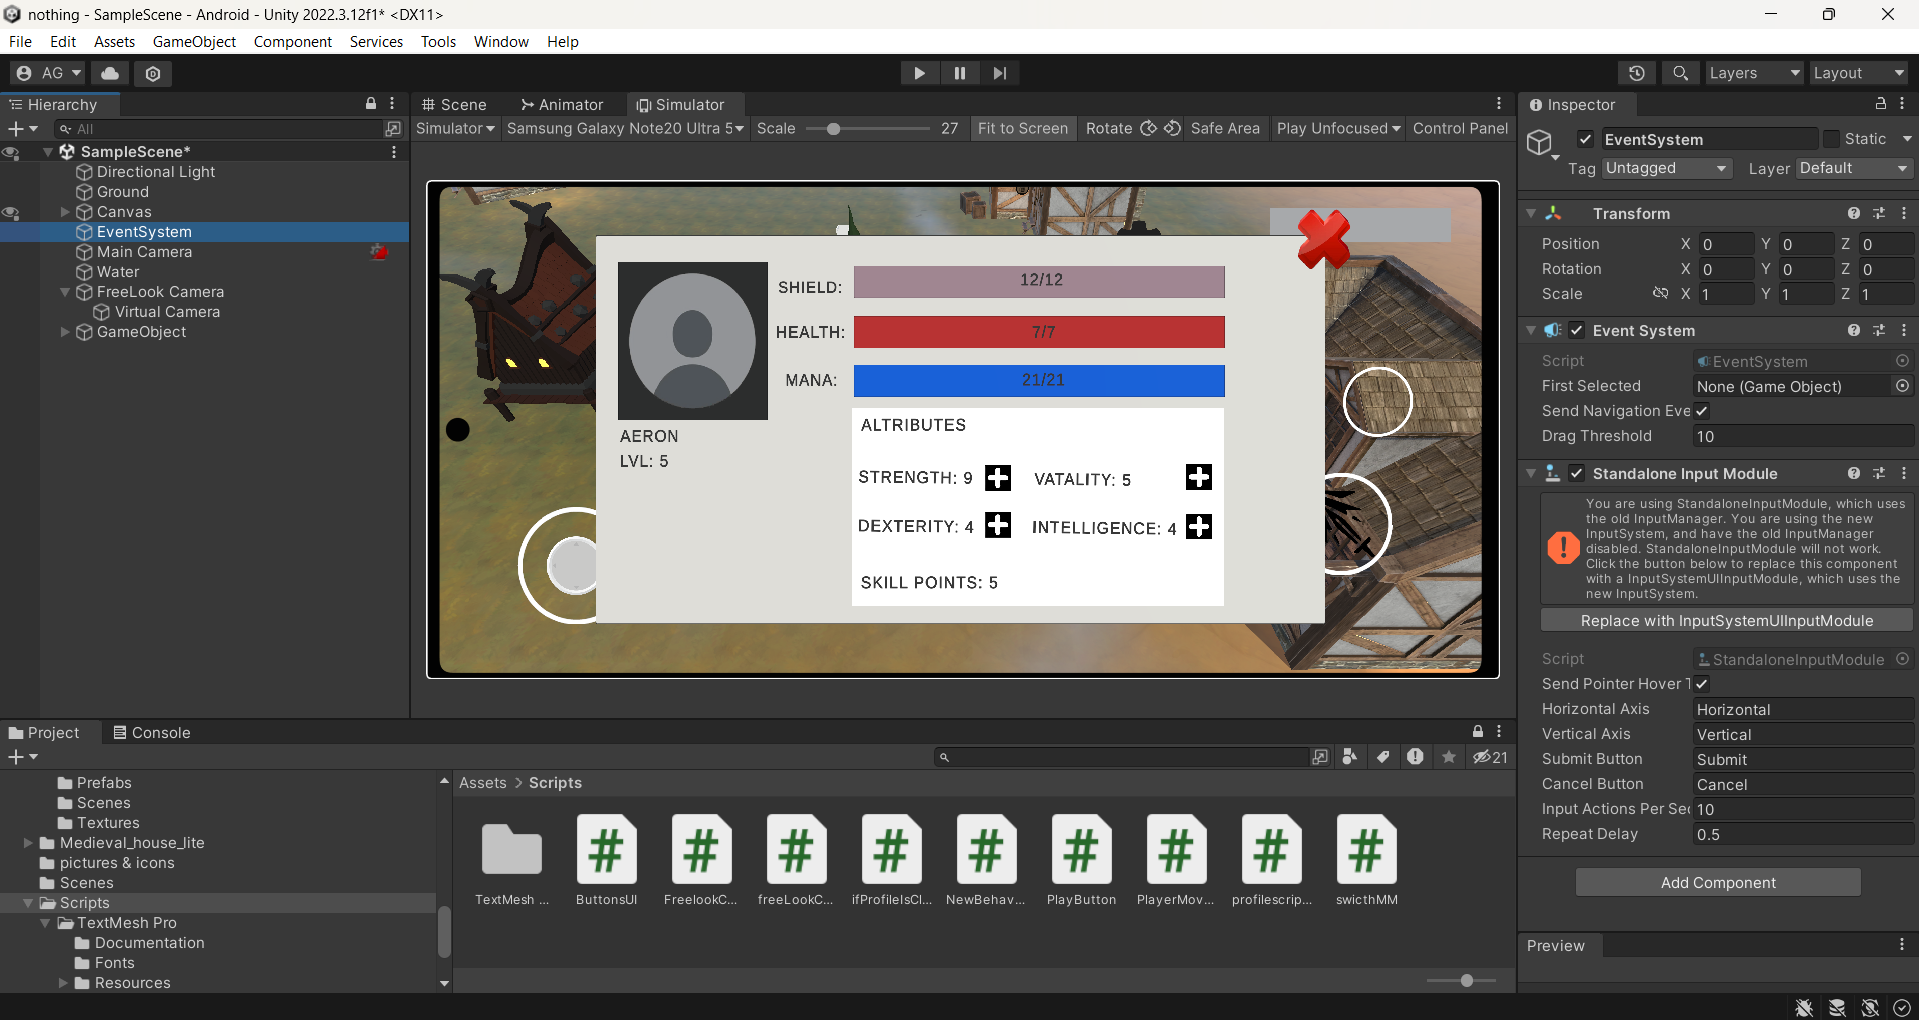 nothing - SampleScene - Android - Unity 2022.3.12f1* <DX11>
File Edit Assets GameObject Component Services Tools Window Help
AG
Layers Layout
Hierarchy
All
SampleScene*
Directional Light
Ground
Canvas
EventSystem
Main Camera
Water
FreeLook Camera
Virtual Camera
GameObject
Scene Animator Simulator
Simulator Samsung Galaxy Note20 Ultra 5 Scale 27 Fit to Screen Rotate Safe Area Play Unfocused Control Panel
SHIELD: 12/12
HEALTH: 7/7
MANA: 21/21
AERON
LVL: 5
ALTRIBUTES
STRENGTH: 9 VATALITY: 5
DEXTERITY: 4 INTELLIGENCE: 4
SKILL POINTS: 5
Inspector
EventSystem Static
Tag Untagged Layer Default
Transform
Position X 0 Y 0 Z 0
Rotation X 0 Y 0 Z 0
Scale X 1 Y 1 Z 1
Event System
Script EventSystem
First Selected None (Game Object)
Send Navigation Eve
Drag Threshold 10
Standalone Input Module
You are using StandaloneInputModule, which uses
the old InputManager. You are using the new
InputSystem, and have the old InputManager
disabled. StandaloneInputModule will not work.
Click the button below to replace this component
with a InputSystemUIInputModule, which uses the
new InputSystem.
Replace with InputSystemUIInputModule
Script StandaloneInputModule
Send Pointer Hover T
Horizontal Axis Horizontal
Vertical Axis Vertical
Submit Button Submit
Cancel Button Cancel
Input Actions Per Sec 10
Repeat Delay 0.5
Add Component
Preview
Project Console
21
Prefabs
Scenes
Textures
Medieval_house_lite
pictures & icons
Scenes
Scripts
TextMesh Pro
Documentation
Fonts
Resources
Assets > Scripts
TextMesh ... ButtonsUI FreelookC... freeLookC... ifProfileIsCl... NewBehav... PlayButton PlayerMov... profilescrip... swicthMM